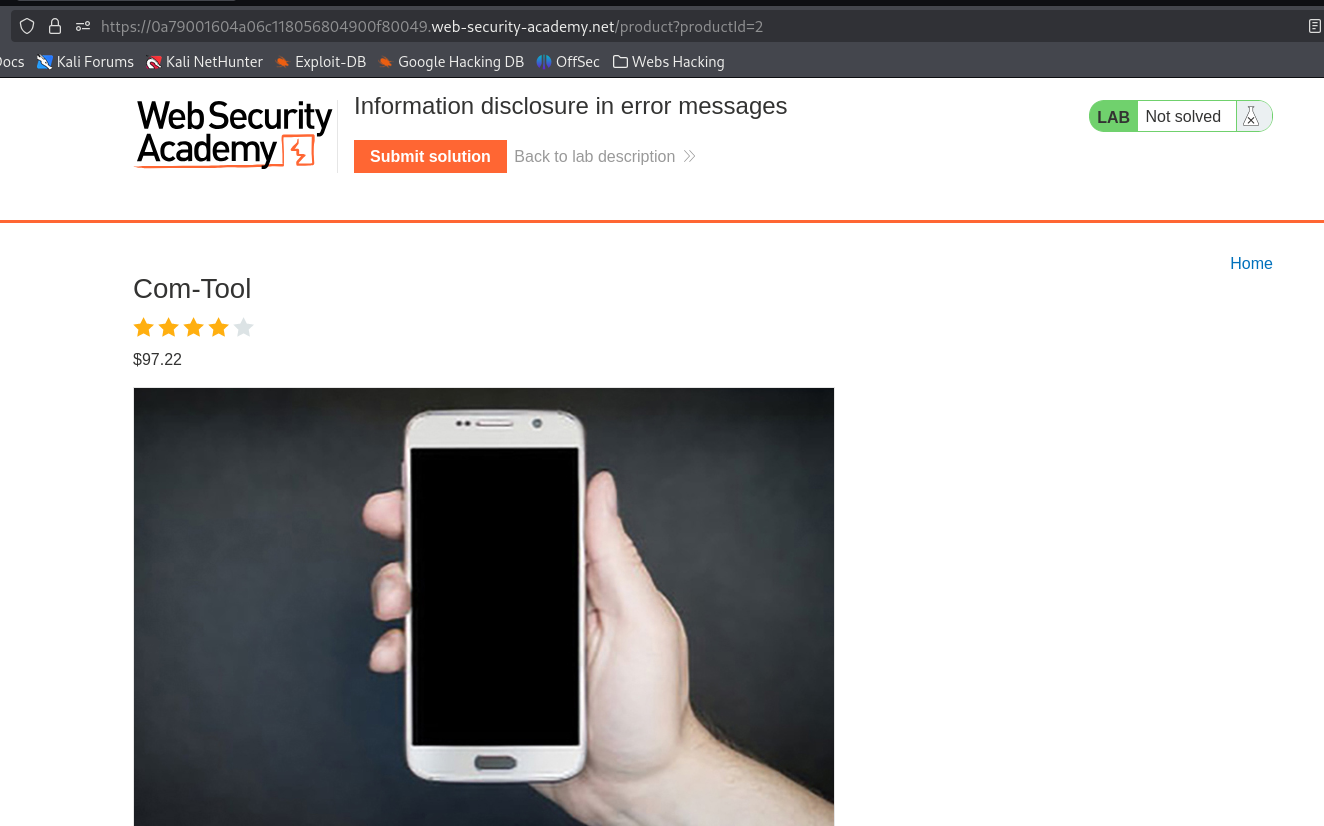 https://0a79001604a06c118056804900f80049.web-security-academy.net/product?productId=2
Docs Kali Forums Kali NetHunter Exploit-DB Google Hacking DB OffSec Webs Hacking
Web Security
Academy
Information disclosure in error messages
Submit solution Back to lab description
LAB Not solved
Home
Com-Tool
$97.22